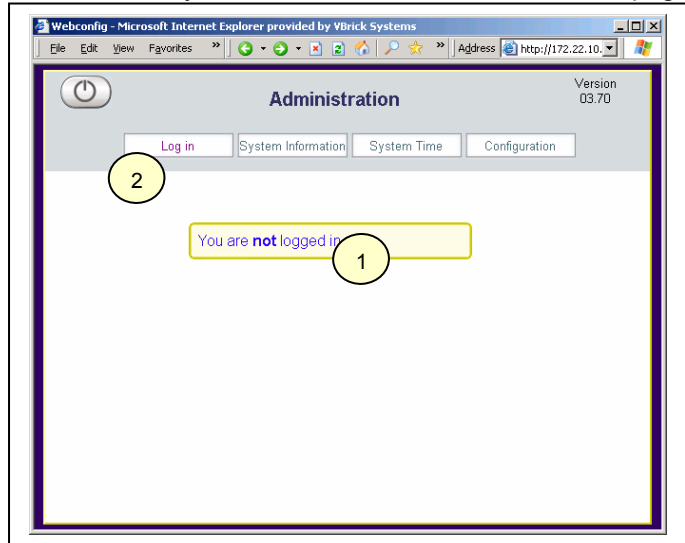 Webconfig - Microsoft Internet Explorer provided by VBrick Systems
File Edit View Favorites » » Address http://172.22.10.
Administration
Version
03.70
Log in System Information System Time Configuration
2
You are not logged in
1